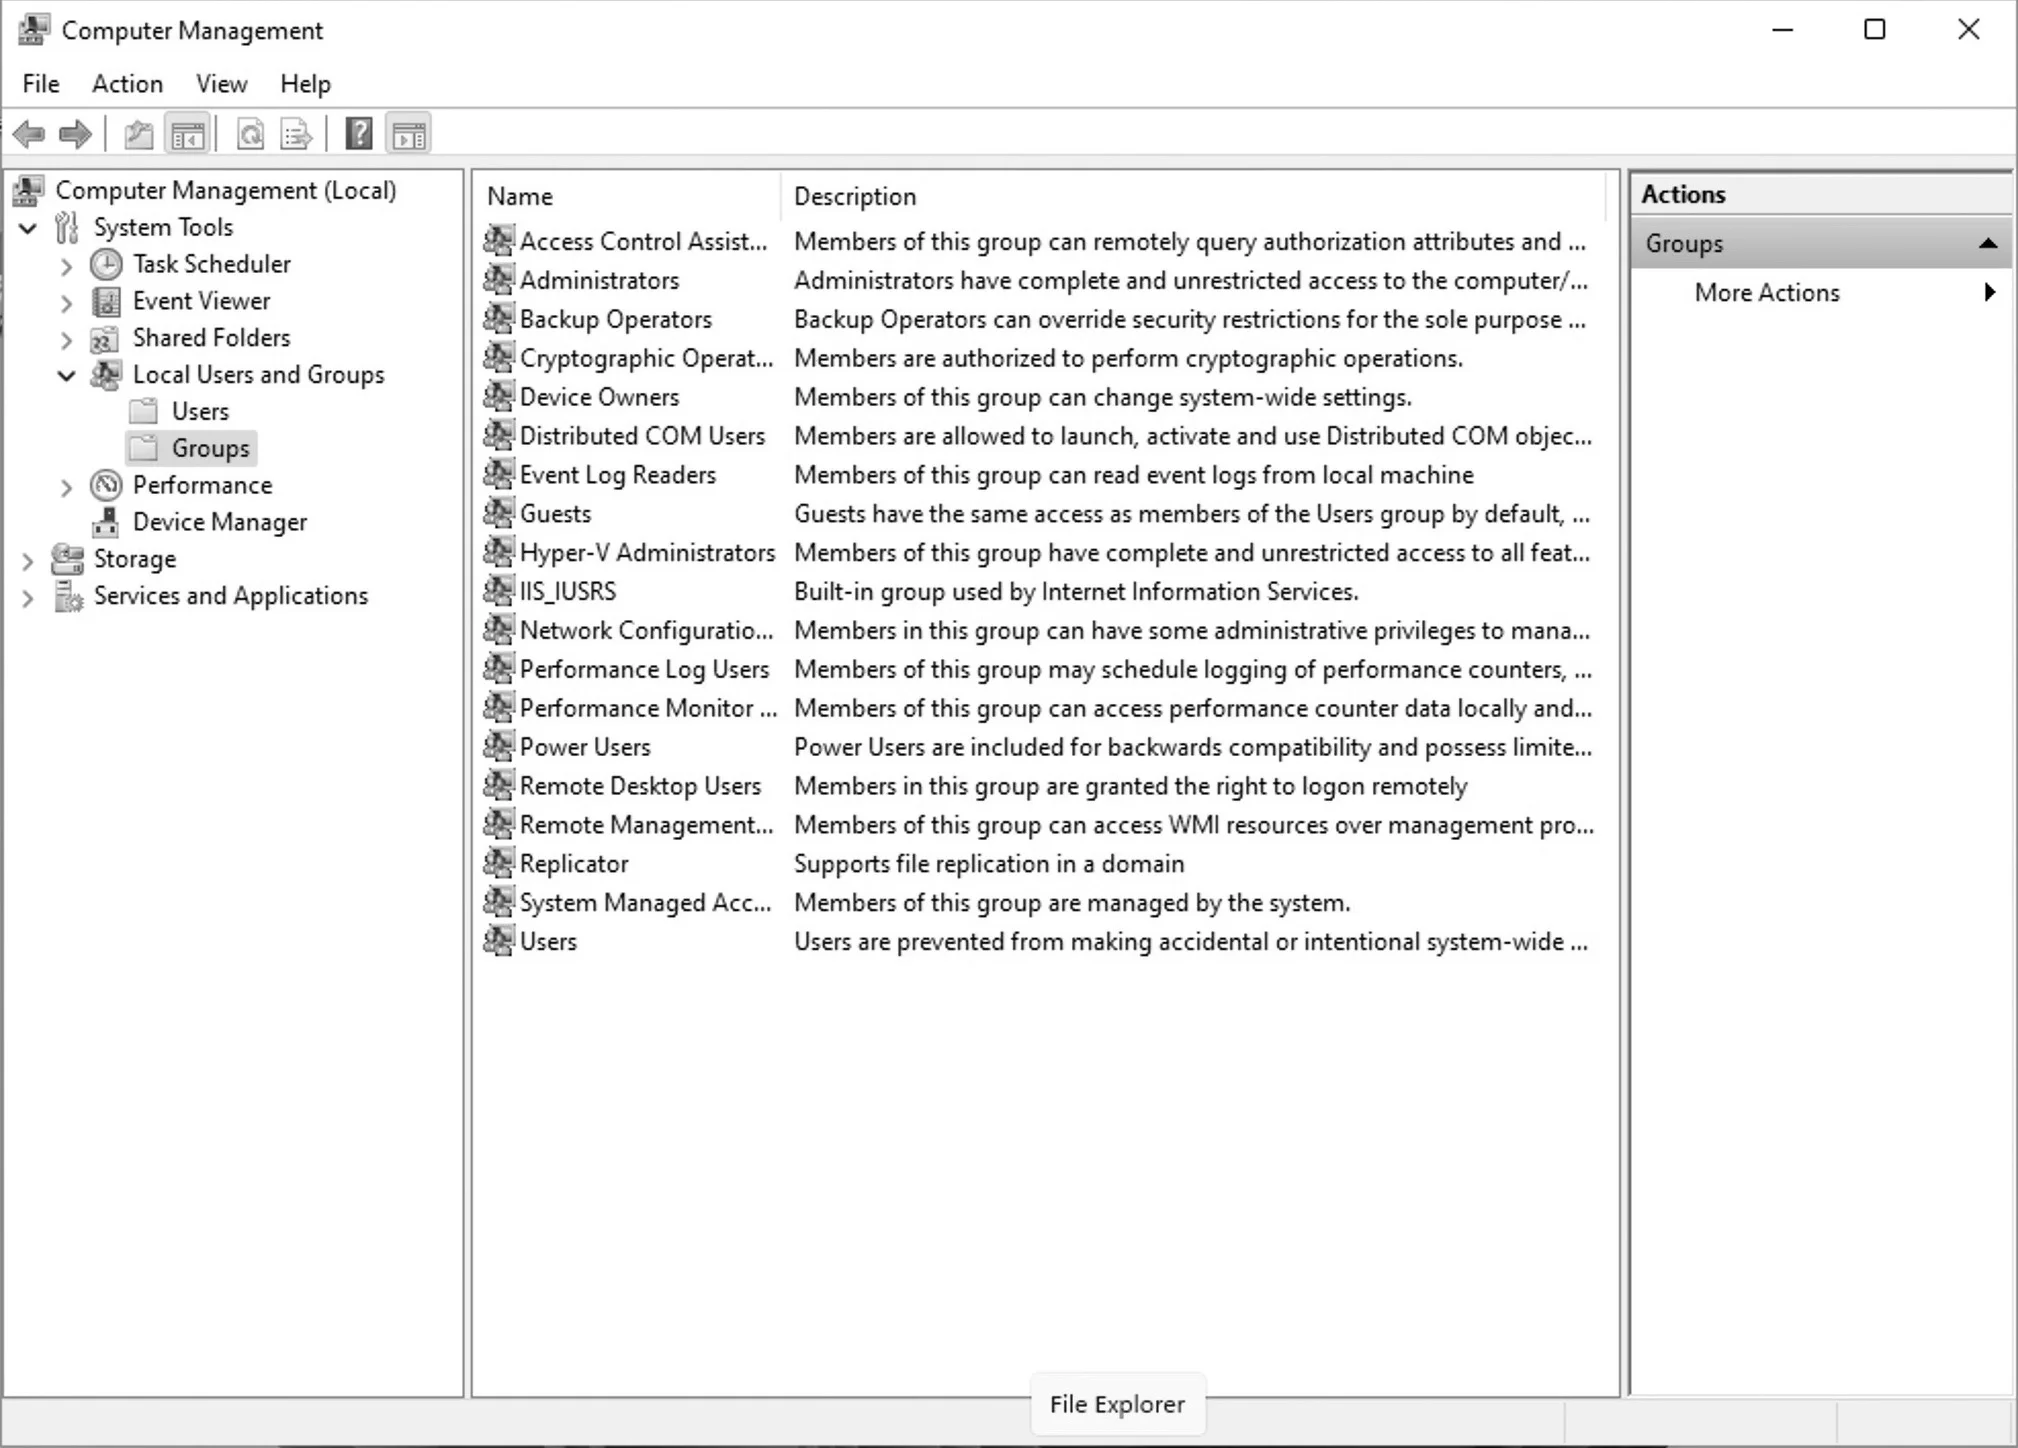 Computer Management
File Action View Help
Computer Management (Local)
System Tools
Task Scheduler
Event Viewer
Shared Folders
Local Users and Groups
Users
Groups
Performance
Device Manager
Storage
Services and Applications
Name Description
Access Control Assist... Members of this group can remotely query authorization attributes and ...
Administrators Administrators have complete and unrestricted access to the computer/...
Backup Operators Backup Operators can override security restrictions for the sole purpose ...
Cryptographic Operat... Members are authorized to perform cryptographic operations.
Device Owners Members of this group can change system-wide settings.
Distributed COM Users Members are allowed to launch, activate and use Distributed COM objec...
Event Log Readers Members of this group can read event logs from local machine
Guests Guests have the same access as members of the Users group by default, ...
Hyper-V Administrators Members of this group have complete and unrestricted access to all feat...
IIS_IUSRS Built-in group used by Internet Information Services.
Network Configuratio... Members in this group can have some administrative privileges to mana...
Performance Log Users Members of this group may schedule logging of performance counters, ...
Performance Monitor ... Members of this group can access performance counter data locally and...
Power Users Power Users are included for backwards compatibility and possess limite...
Remote Desktop Users Members in this group are granted the right to logon remotely
Remote Management... Members of this group can access WMI resources over management pro...
Replicator Supports file replication in a domain
System Managed Acc... Members of this group are managed by the system.
Users Users are prevented from making accidental or intentional system-wide ...
Actions
Groups
More Actions
File Explorer